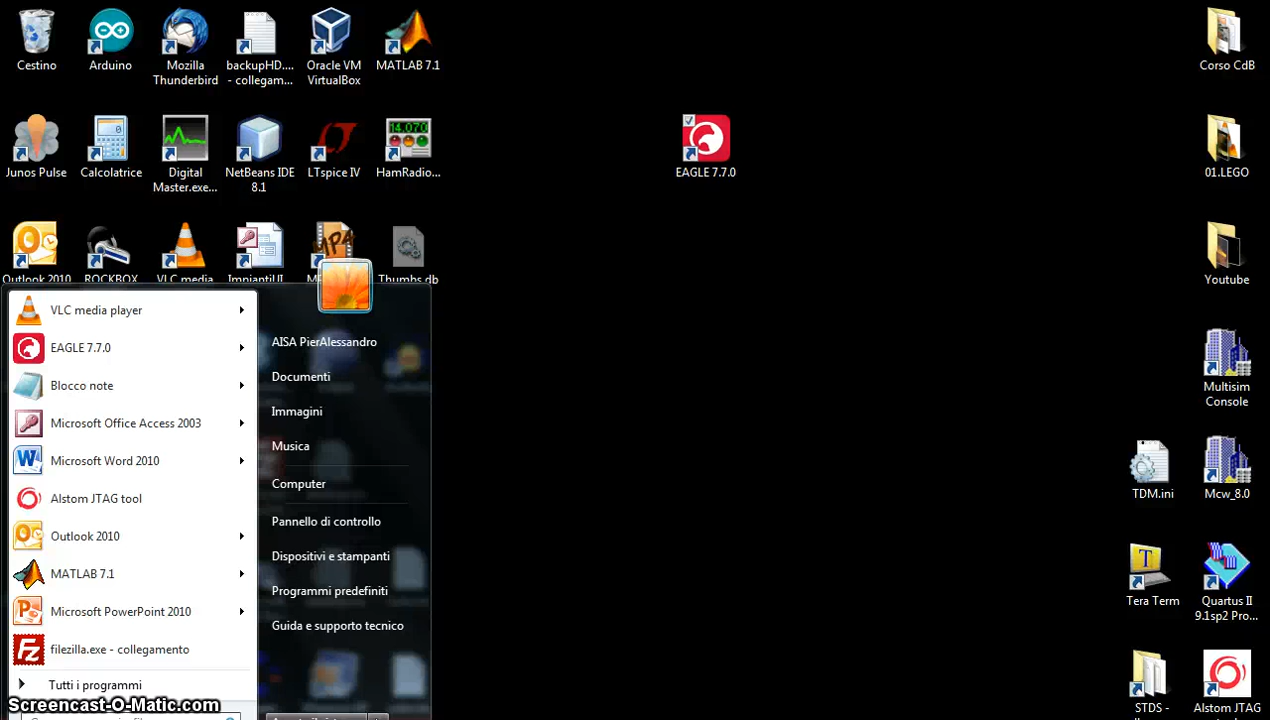 Cestino
Arduino
Mozilla
Thunderbird
backupHD....
- collegam...
Oracle VM
VirtualBox
MATLAB 7.1
Corso CdB
Junos Pulse
Calcolatrice
Digital
Master.exe...
NetBeans IDE
8.1
LTspice IV
14.070
HamRadio...
EAGLE 7.7.0
01.LEGO
Outlook 2010
ROCKBOX
VLC media
ImpiantiUI
MP4
Thumbs.db
Youtube
VLC media player
EAGLE 7.7.0
Blocco note
Microsoft Office Access 2003
Microsoft Word 2010
Alstom JTAG tool
Outlook 2010
MATLAB 7.1
Microsoft PowerPoint 2010
filezilla.exe - collegamento
Tutti i programmi
AISA PierAlessandro
Documenti
Immagini
Musica
Computer
Pannello di controllo
Dispositivi e stampanti
Programmi predefiniti
Guida e supporto tecnico
Multisim
Console
TDM.ini
Mcw_8.0
Tera Term
Quartus II
9.1sp2 Pro...
STDS -
Alstom JTAG
Screencast-O-Matic.com